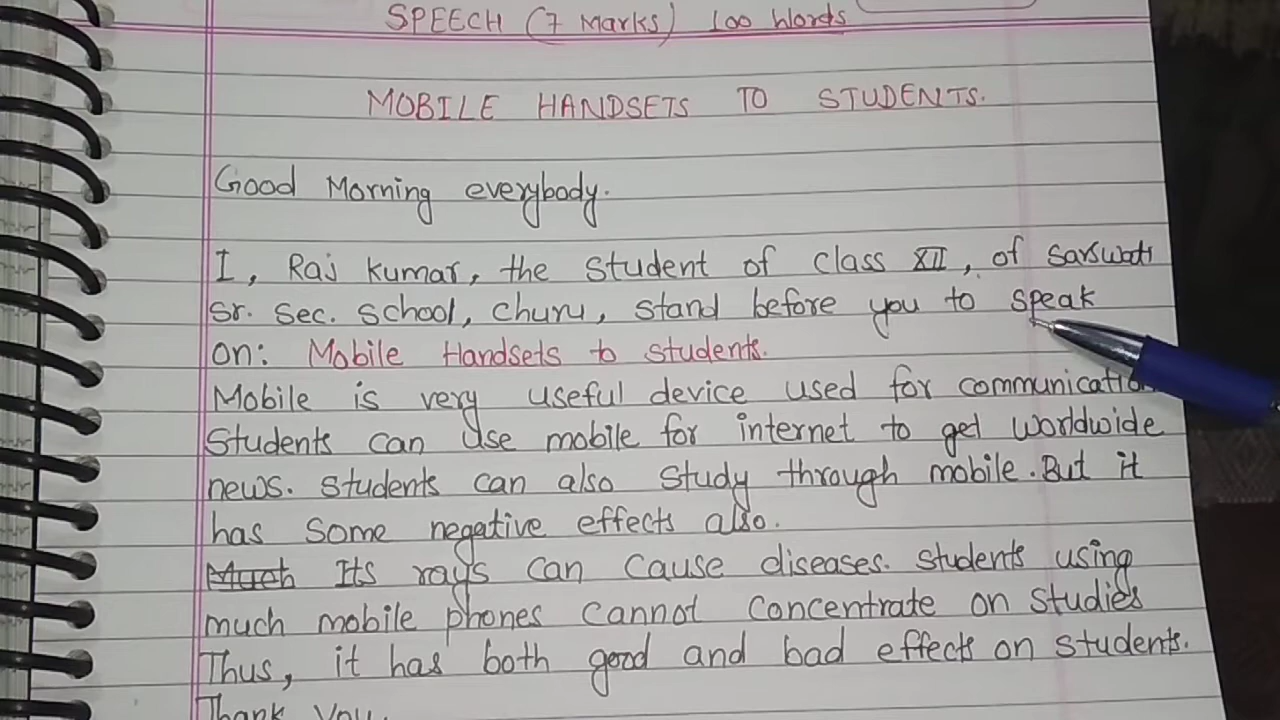 SPEECH (7 Marks) 100 Words
MOBILE HANDSETS TO STUDENTS.
Good Morning everybody.
I, Raj Kumar, the student of class XII, of Sarswati
Sr. Sec. School, Churu, stand before you to speak
on: Mobile Handsets to students.
Mobile is very useful device used for communication
Students can use mobile for internet to get worldwide
news. Students can also study through mobile. But it
has some negative effects also.
Much Its rays can cause diseases. Students using
much mobile phones cannot concentrate on studies
Thus, it has both good and bad effects on students.
Thank You.